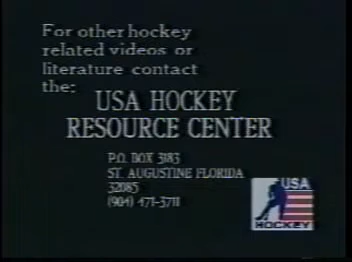 For other hockey
related videos or
literature contact
the:
USA HOCKEY
RESOURCE CENTER
P.O. BOX 3183
ST. AUGUSTINE FLORIDA
32085
(904) 471-3711
USA
HOCKEY